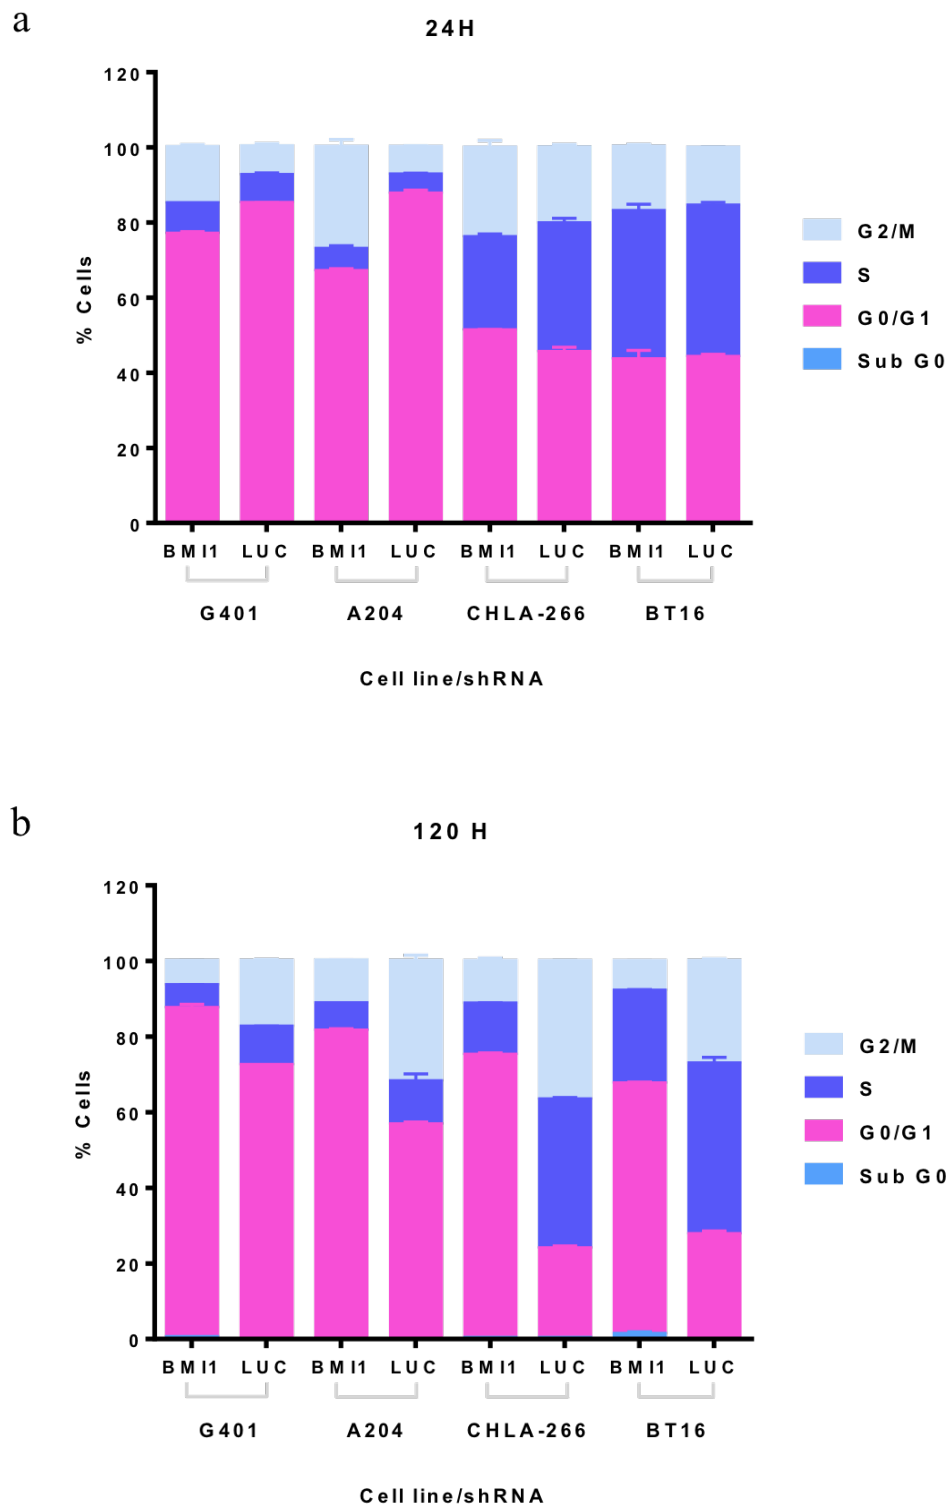 a
24H
120
100
80
60
40
20
0
% Cells
G2/M
S
G0/G1
Sub G0
BMI1 LUC BMI1 LUC BMI1 LUC BMI1 LUC
G401 A204 CHLA-266 BT16
Cell line/shRNA
b
120 H
120
100
80
60
40
20
0
% Cells
G2/M
S
G0/G1
Sub G0
BMI1 LUC BMI1 LUC BMI1 LUC BMI1 LUC
G401 A204 CHLA-266 BT16
Cell line/shRNA